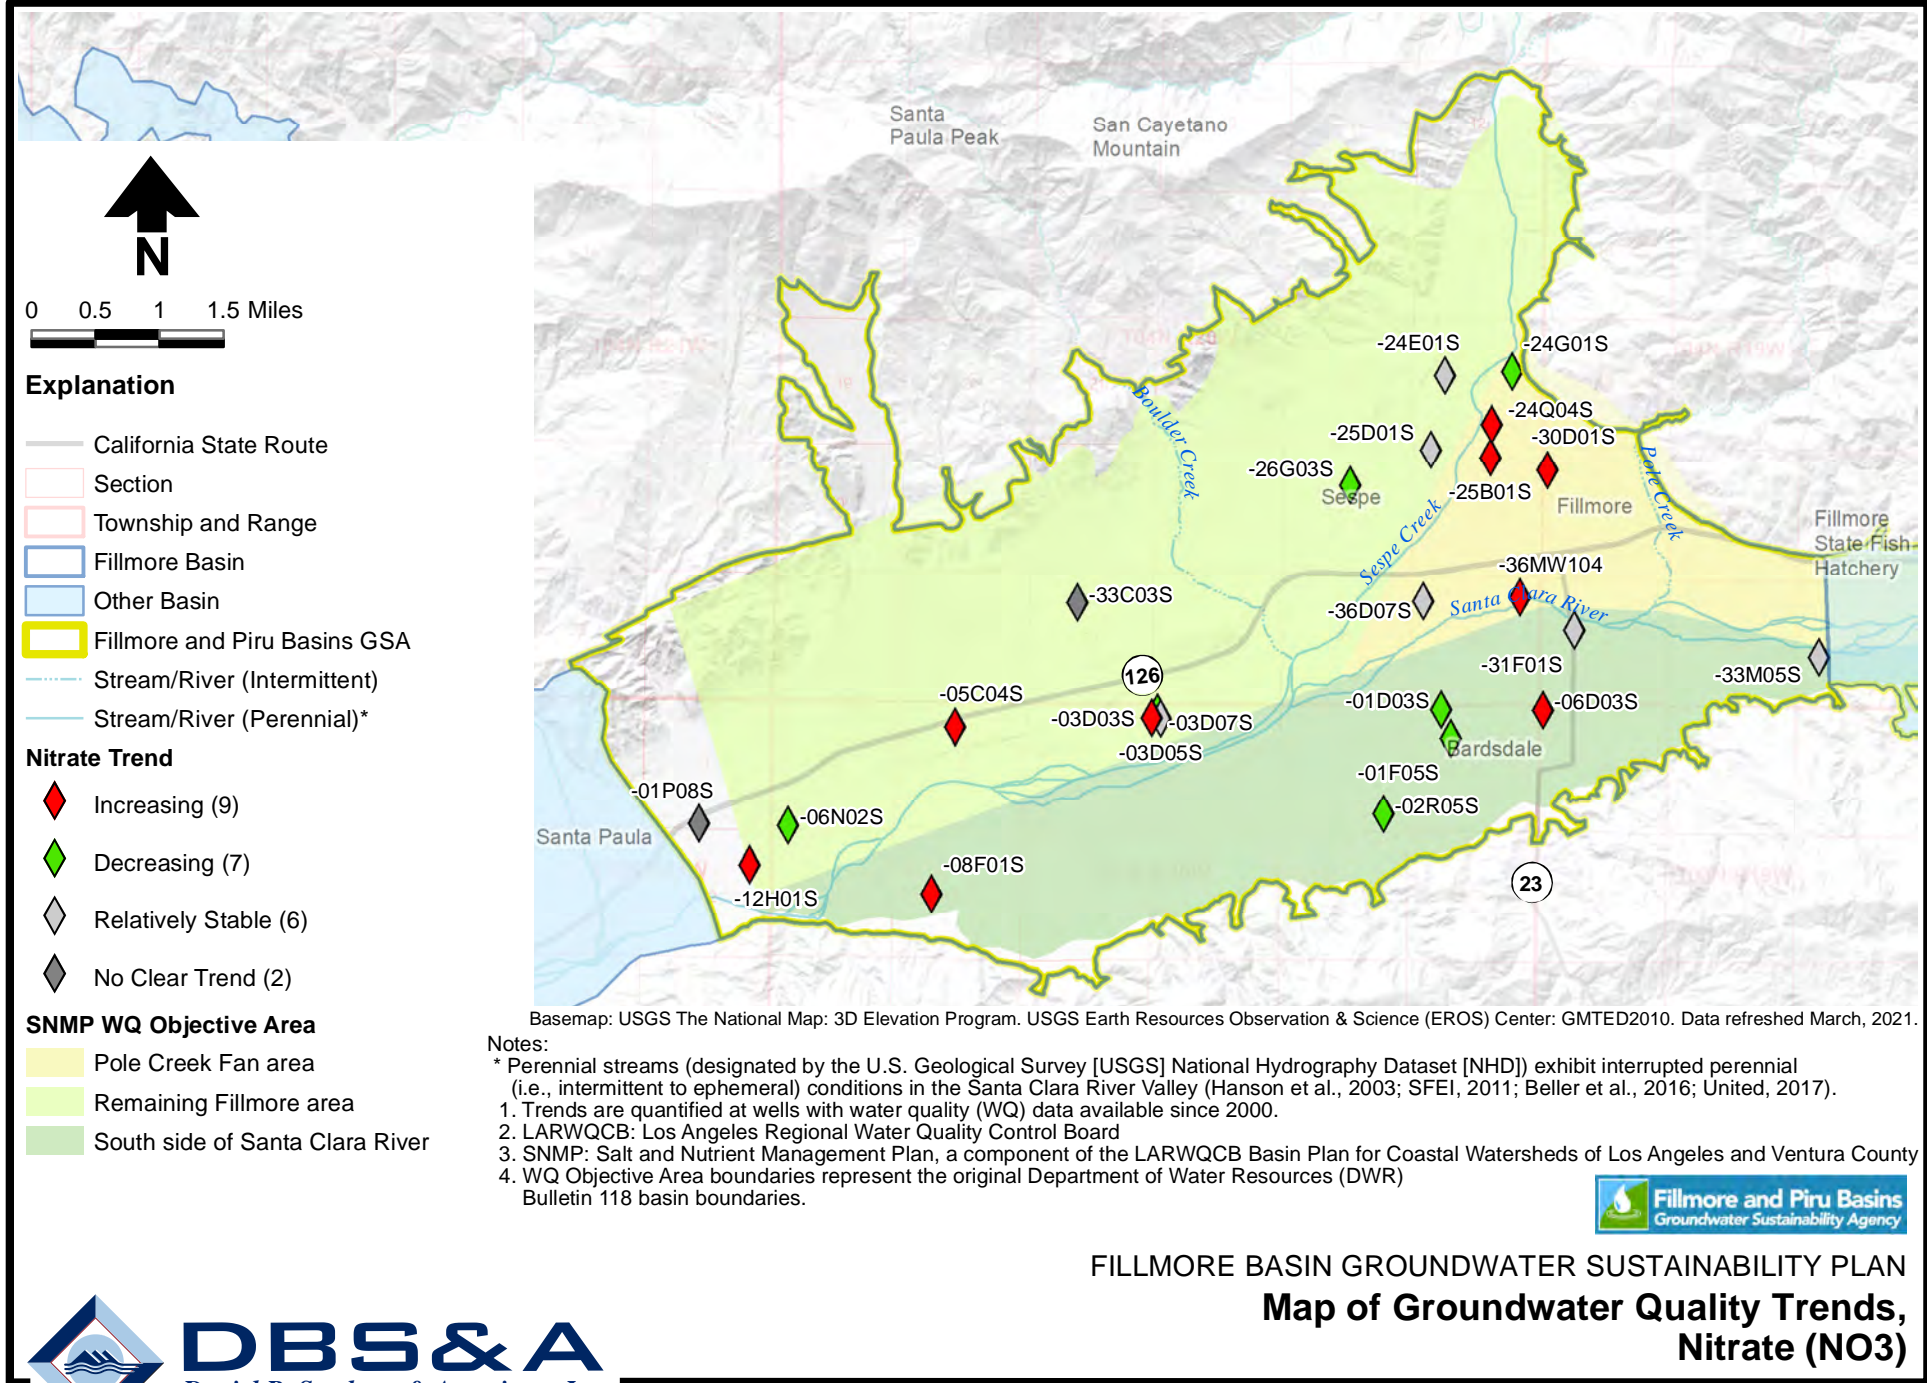 Santa
Paula Peak
San Cayetano
Mountain
N
0 0.5 1 1.5 Miles
Explanation
California State Route
Section
Township and Range
Fillmore Basin
Other Basin
Fillmore and Piru Basins GSA
Stream/River (Intermittent)
Stream/River (Perennial)*
Nitrate Trend
Increasing (9)
Decreasing (7)
Relatively Stable (6)
No Clear Trend (2)
SNMP WQ Objective Area
Pole Creek Fan area
Remaining Fillmore area
South side of Santa Clara River
-24E01S
-24G01S
-24Q04S
-25D01S
-30D01S
-26G03S
Sespe
-25B01S
Fillmore
Boulder Creek
Pole Creek
Sespe Creek
Fillmore
State Fish
Hatchery
-36MW104
-33C03S
-36D07S
Santa Clara River
-31F01S
-33M05S
126
-05C04S
-03D03S
-03D07S
-03D05S
-01D03S
-06D03S
Bardsdale
-01F05S
-02R05S
-01P08S
-06N02S
Santa Paula
-08F01S
-12H01S
23
Basemap: USGS The National Map: 3D Elevation Program. USGS Earth Resources Observation & Science (EROS) Center: GMTED2010. Data refreshed March, 2021.
Notes:
* Perennial streams (designated by the U.S. Geological Survey [USGS] National Hydrography Dataset [NHD]) exhibit interrupted perennial
(i.e., intermittent to ephemeral) conditions in the Santa Clara River Valley (Hanson et al., 2003; SFEI, 2011; Beller et al., 2016; United, 2017).
1. Trends are quantified at wells with water quality (WQ) data available since 2000.
2. LARWQCB: Los Angeles Regional Water Quality Control Board
3. SNMP: Salt and Nutrient Management Plan, a component of the LARWQCB Basin Plan for Coastal Watersheds of Los Angeles and Ventura County
4. WQ Objective Area boundaries represent the original Department of Water Resources (DWR)
Bulletin 118 basin boundaries.
Fillmore and Piru Basins
Groundwater Sustainability Agency
FILLMORE BASIN GROUNDWATER SUSTAINABILITY PLAN
Map of Groundwater Quality Trends,
Nitrate (NO3)
DBS&A